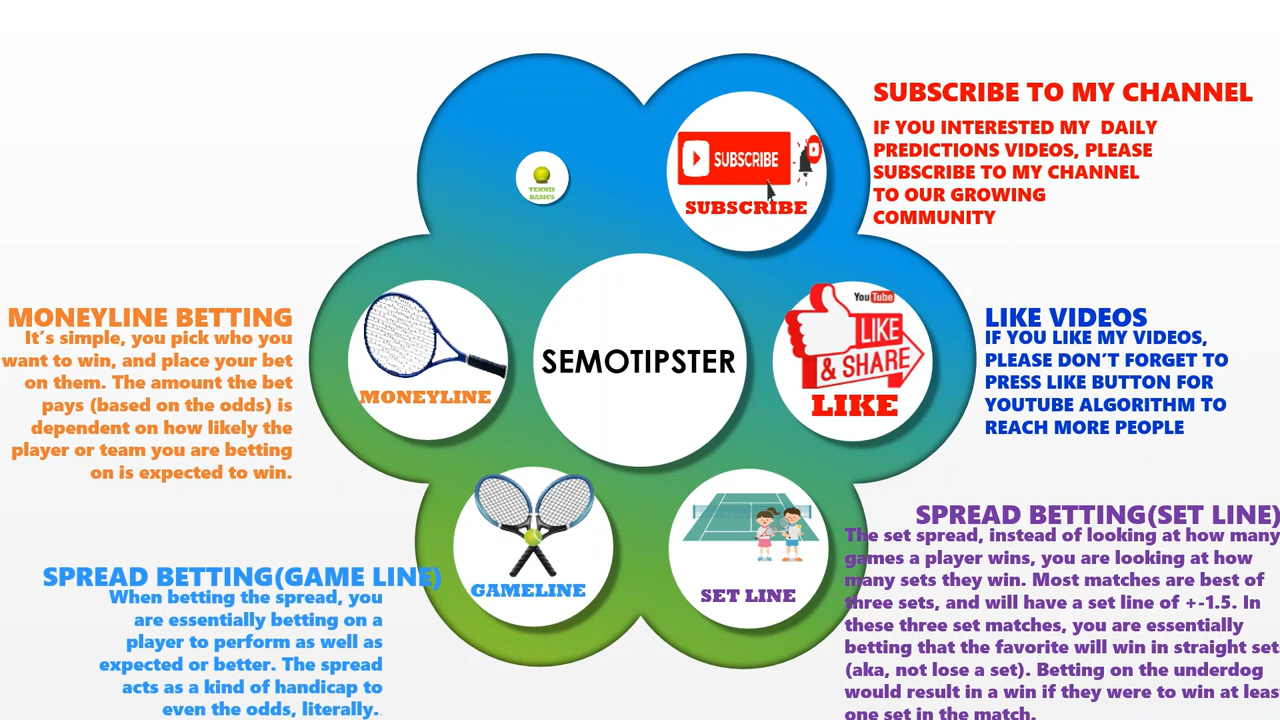 TENNIS
BASICS
SUBSCRIBE
SUBSCRIBE
SUBSCRIBE TO MY CHANNEL
IF YOU INTERESTED MY  DAILY
PREDICTIONS VIDEOS, PLEASE
SUBSCRIBE TO MY CHANNEL
TO OUR GROWING
COMMUNITY
MONEYLINE BETTING
It’s simple, you pick who you
want to win, and place your bet
on them. The amount the bet
pays (based on the odds) is
dependent on how likely the
player or team you are betting
on is expected to win.
MONEYLINE
SEMOTIPSTER
YouTube
LIKE
& SHARE
LIKE
LIKE VIDEOS
IF YOU LIKE MY VIDEOS,
PLEASE DON’T FORGET TO
PRESS LIKE BUTTON FOR
YOUTUBE ALGORITHM TO
REACH MORE PEOPLE
SPREAD BETTING(GAME LINE)
When betting the spread, you
are essentially betting on a
player to perform as well as
expected or better. The spread
acts as a kind of handicap to
even the odds, literally..
GAMELINE
SET LINE
SPREAD BETTING(SET LINE)
The set spread, instead of looking at how many
games a player wins, you are looking at how
many sets they win. Most matches are best of
three sets, and will have a set line of +-1.5. In
these three set matches, you are essentially
betting that the favorite will win in straight set
(aka, not lose a set). Betting on the underdog
would result in a win if they were to win at leas
one set in the match.